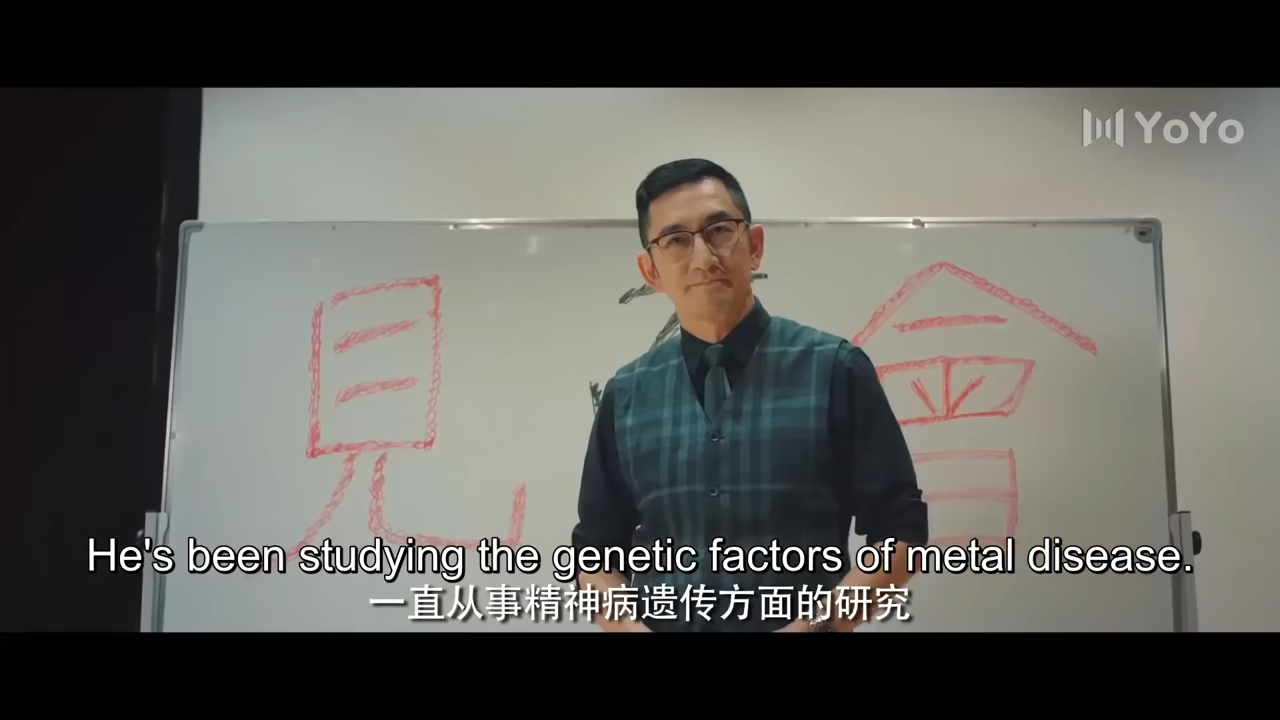 YoYo
見 會
He's been studying the genetic factors of metal disease.
一直从事精神病遗传方面的研究